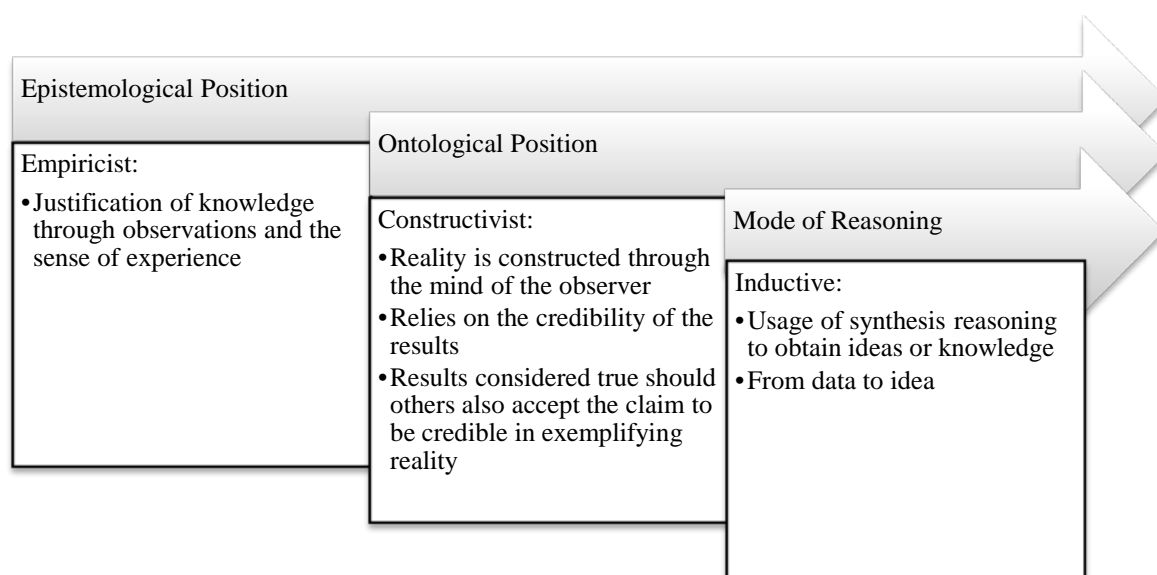 Epistemological Position
Empiricist:
•Justification of knowledge
through observations and the
sense of experience
Ontological Position
Constructivist:
•Reality is constructed through
the mind of the observer
•Relies on the credibility of the
results
•Results considered true should
others also accept the claim to
be credible in exemplifying
reality
Mode of Reasoning
Inductive:
•Usage of synthesis reasoning
to obtain ideas or knowledge
•From data to idea